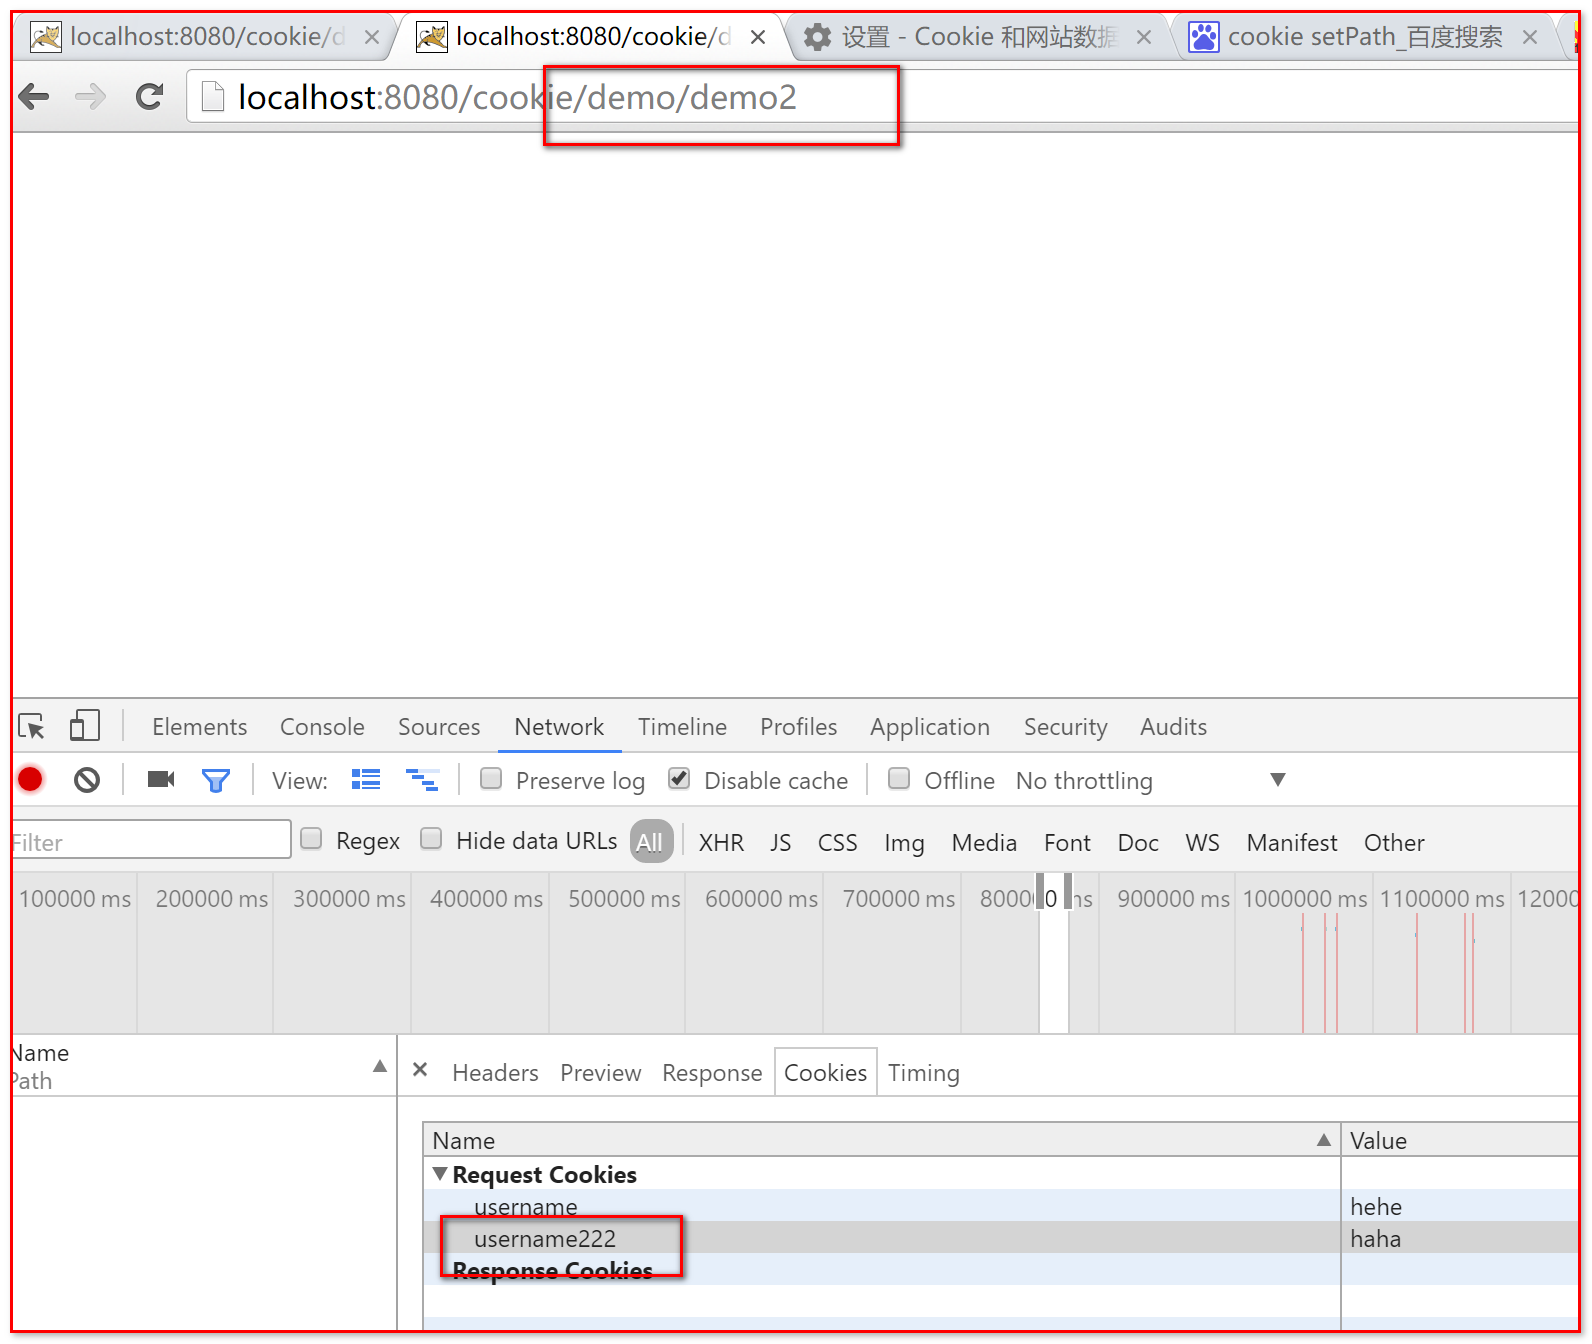 localhost:8080/cookie/d
localhost:8080/cookie/d
设置 - Cookie 和网站数据
cookie setPath_百度搜索
localhost:8080/cookie/demo/demo2
Elements Console Sources Network Timeline Profiles Application Security Audits
View: Preserve log Disable cache Offline No throttling
Filter Regex Hide data URLs All XHR JS CSS Img Media Font Doc WS Manifest Other
100000 ms 200000 ms 300000 ms 400000 ms 500000 ms 600000 ms 700000 ms 800000 ms 900000 ms 1000000 ms 1100000 ms 12000
Name
Path
Headers Preview Response Cookies Timing
Name Value
Request Cookies
username hehe
username222 haha
Response Cookies